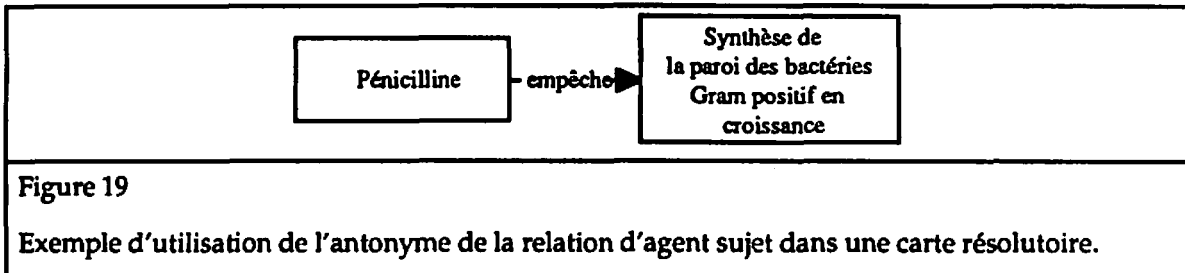 Pénicilline
empêche
Synthèse de
la paroi des bactéries
Gram positif en
croissance
Figure 19
Exemple d'utilisation de l'antonyme de la relation d'agent sujet dans une carte résolutoire.